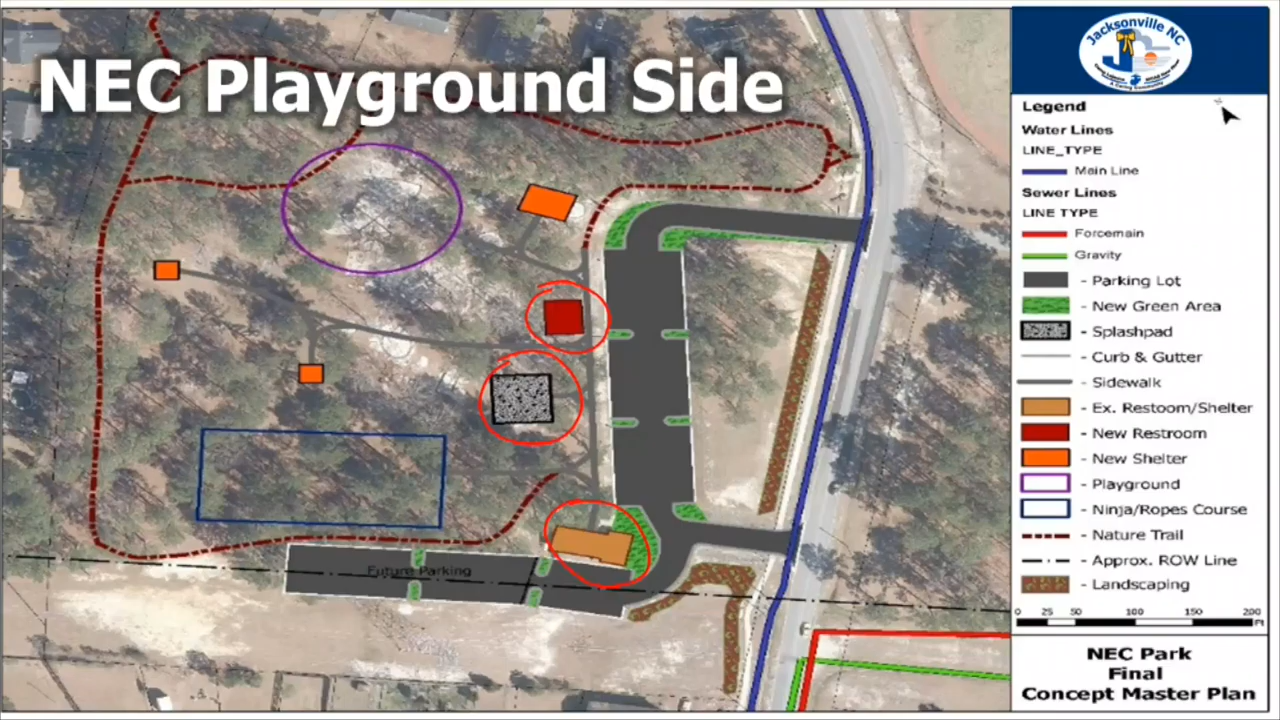 NEC Playground Side
Future Parking
Jacksonville NC
A Caring Community
Legend
Water Lines
LINE_TYPE
Main Line
Sewer Lines
LINE TYPE
Forcemain
Gravity
- Parking Lot
- New Green Area
- Splashpad
- Curb & Gutter
- Sidewalk
- Ex. Restoom/Shelter
- New Restroom
- New Shelter
- Playground
- Ninja/Ropes Course
- Nature Trail
- Approx. ROW Line
- Landscaping
0 25 50 100 150 200
Ft
NEC Park
Final
Concept Master Plan